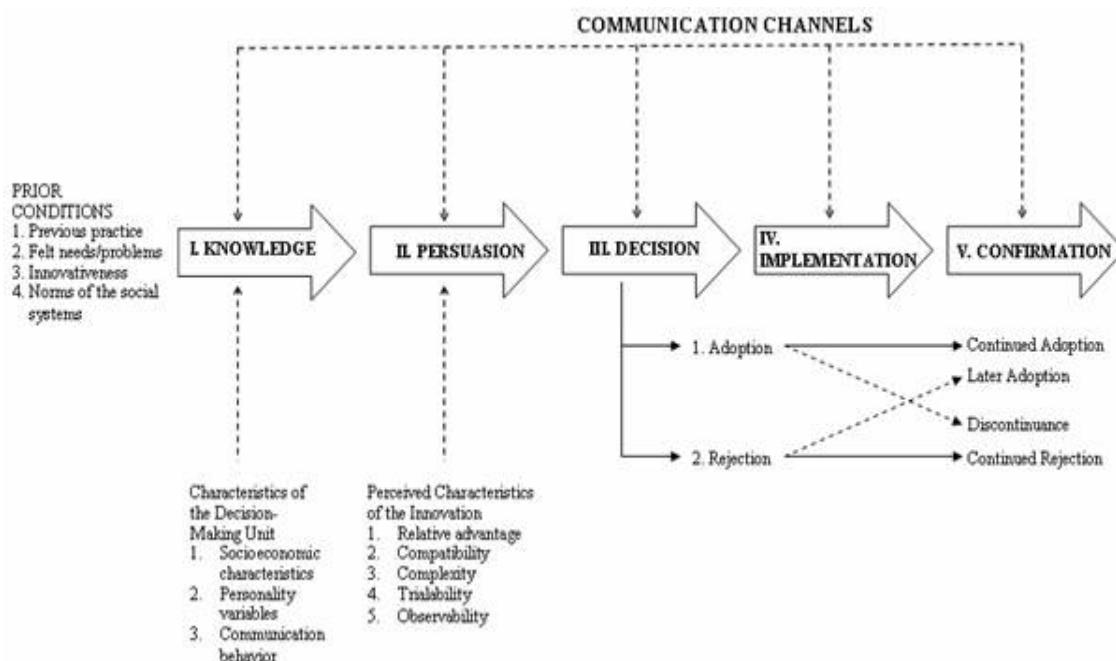 COMMUNICATION CHANNELS
PRIOR
CONDITIONS
1. Previous practice
2. Felt needs/problems
3. Innovativeness
4. Norms of the social
systems
I. KNOWLEDGE
II. PERSUASION
III. DECISION
IV.
IMPLEMENTATION
V. CONFIRMATION
1. Adoption
Continued Adoption
Later Adoption
Discontinuance
2. Rejection
Continued Rejection
Characteristics of
the Decision-
Making Unit
1. Socioeconomic
characteristics
2. Personality
variables
3. Communication
behavior
Perceived Characteristics
of the Innovation
1. Relative advantage
2. Compatibility
3. Complexity
4. Trialability
5. Observability